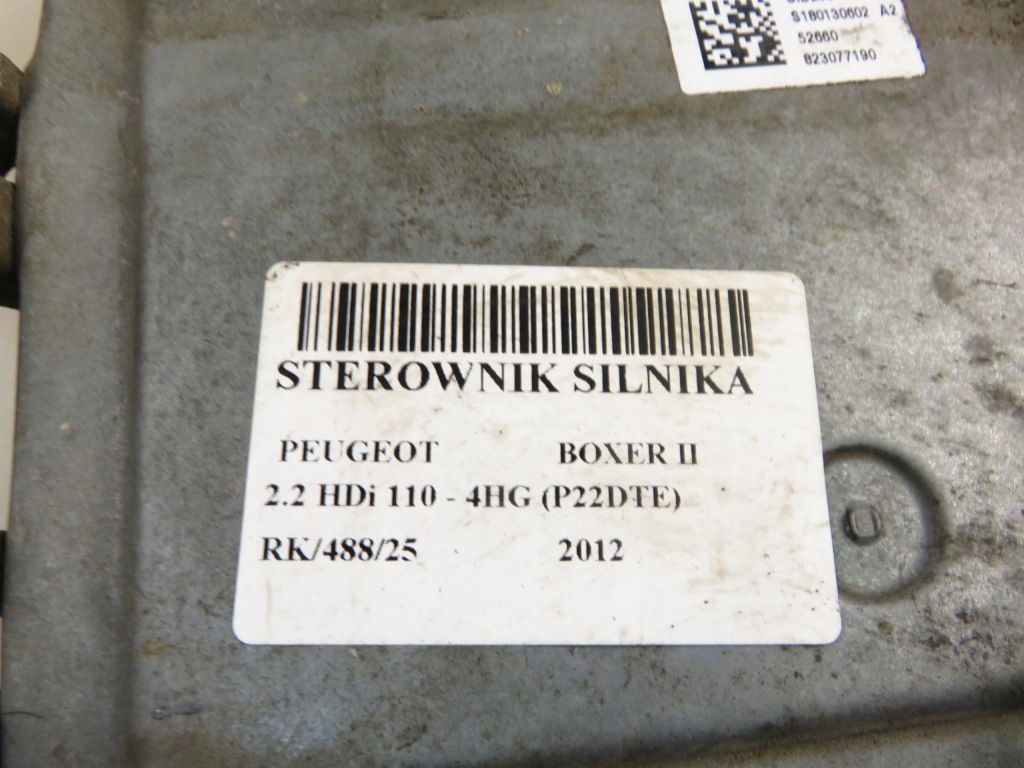 S180130602 A2
52660
823077190
STEROWNIK SILNIKA
PEUGEOT BOXER II
2.2 HDi 110 - 4HG (P22DTE)
RK/488/25 2012